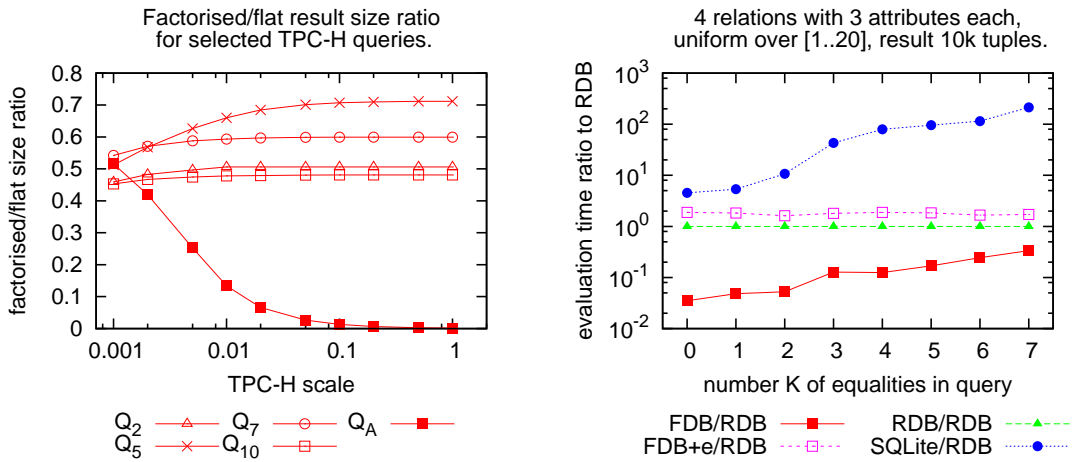 Factorised/flat result size ratio
for selected TPC-H queries.
factorised/flat size ratio
0.8
0.7
0.6
0.5
0.4
0.3
0.2
0.1
0
0.001 0.01 0.1 1
TPC-H scale
Q2 Q7 QA
Q5 Q10
4 relations with 3 attributes each,
uniform over [1..20], result 10k tuples.
evaluation time ratio to RDB
10^3
10^2
10^1
10^0
10^-1
10^-2
0 1 2 3 4 5 6 7
number K of equalities in query
FDB/RDB RDB/RDB
FDB+e/RDB SQLite/RDB